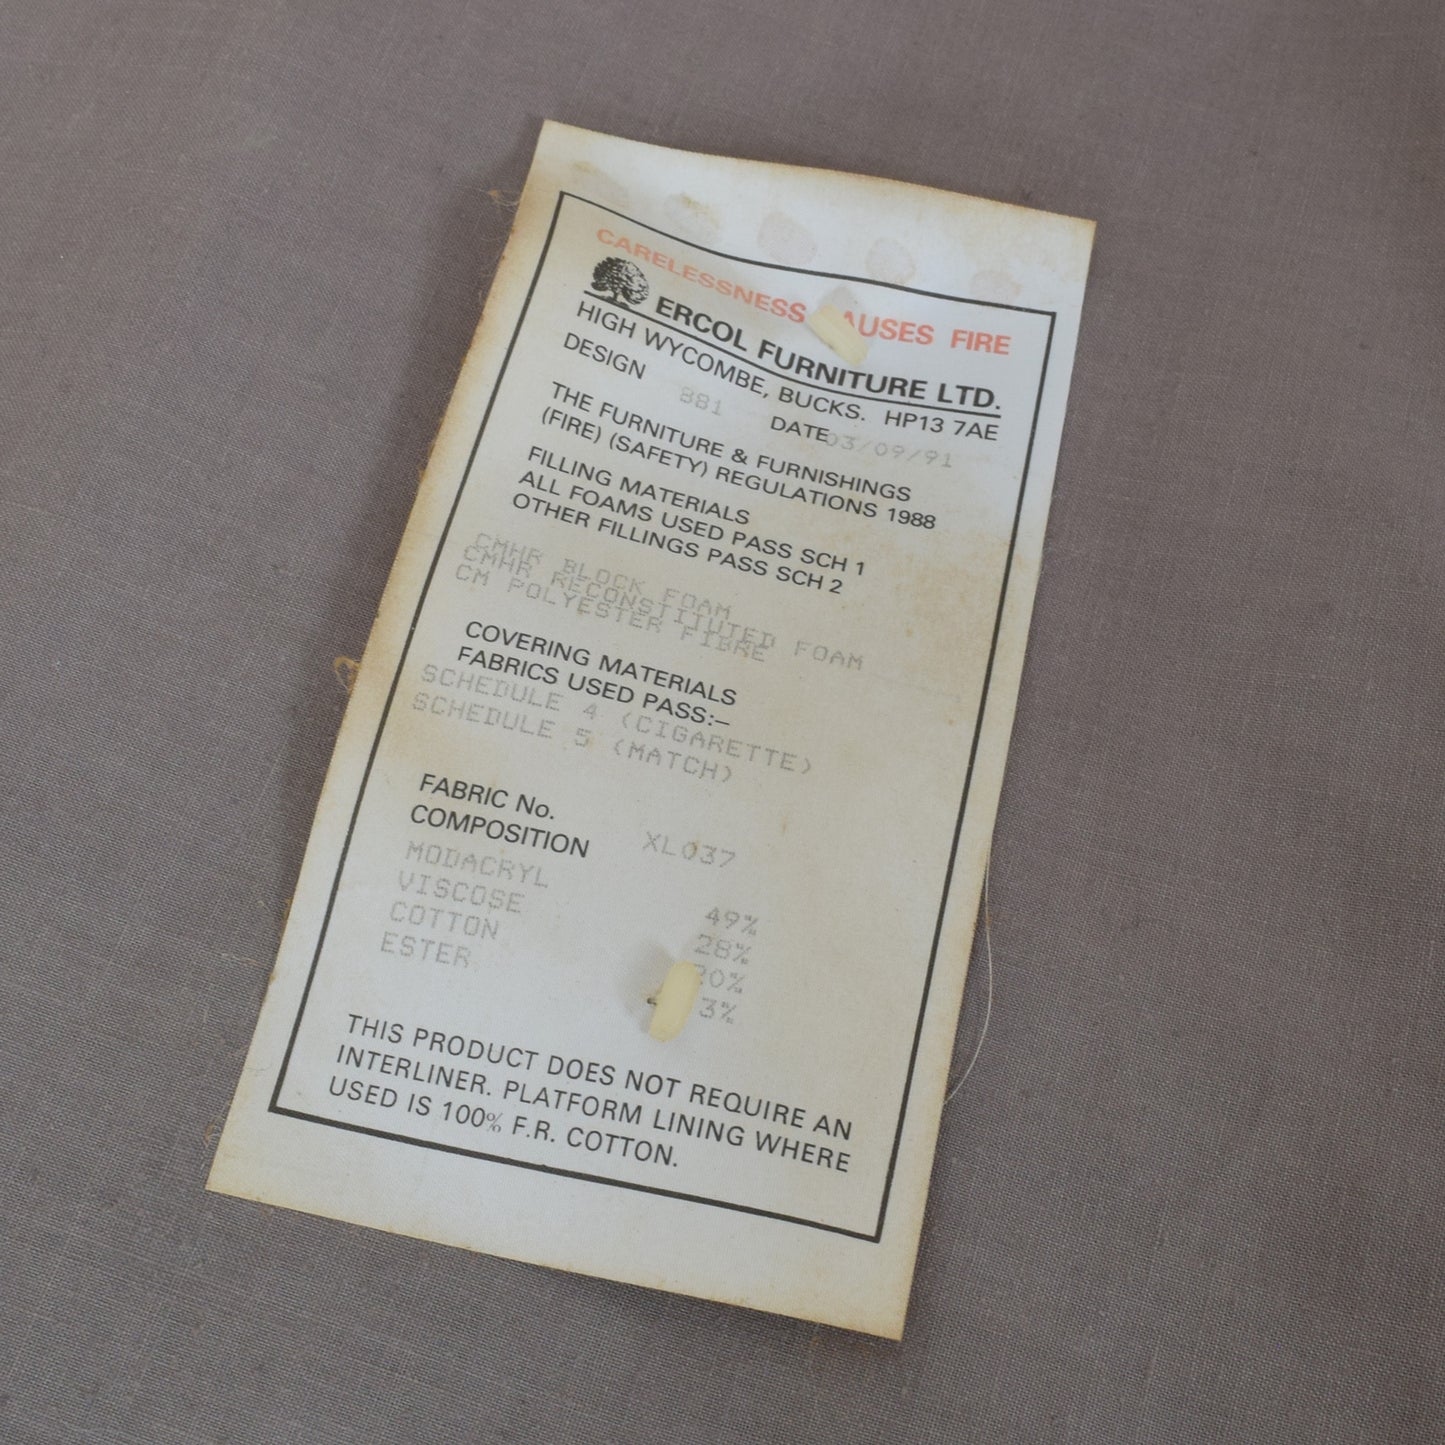 CARELESSNESS CAUSES FIRE
ERCOL FURNITURE LTD.
HIGH WYCOMBE, BUCKS. HP13 7AE
DESIGN 881 DATE 03/09/91
THE FURNITURE & FURNISHINGS
(FIRE) (SAFETY) REGULATIONS 1988
FILLING MATERIALS
ALL FOAMS USED PASS SCH 1
OTHER FILLINGS PASS SCH 2
CMHR BLOCK FOAM
CMHR RECONSTITUTED FOAM
CM POLYESTER FIBRE
COVERING MATERIALS
FABRICS USED PASS:–
SCHEDULE 4 (CIGARETTE)
SCHEDULE 5 (MATCH)
FABRIC No. XL037
COMPOSITION
MODACRYL 49%
VISCOSE 28%
COTTON 20%
ESTER 3%
THIS PRODUCT DOES NOT REQUIRE AN
INTERLINER. PLATFORM LINING WHERE
USED IS 100% F.R. COTTON.